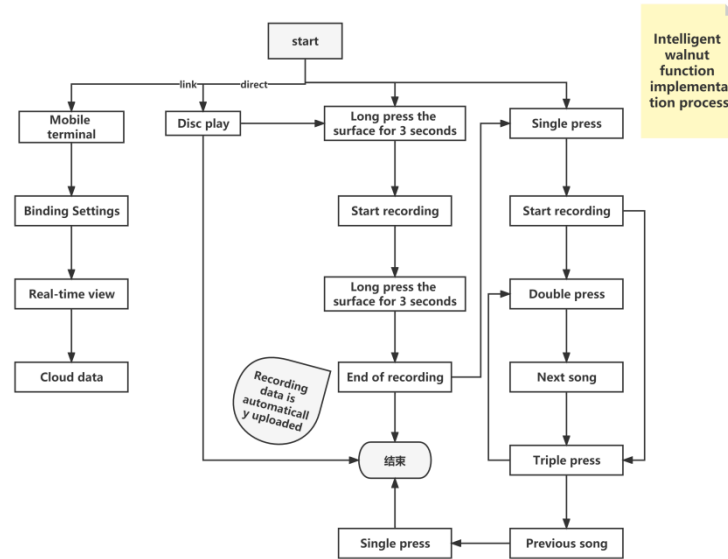 start
Intelligent
walnut
function
implementa
tion process
link
direct
Mobile
terminal
Disc play
Long press the
surface for 3 seconds
Single press
Binding Settings
Start recording
Start recording
Real-time view
Long press the
surface for 3 seconds
Double press
Cloud data
Recording
data is
automaticall
y uploaded
End of recording
Next song
结束
Triple press
Single press
Previous song